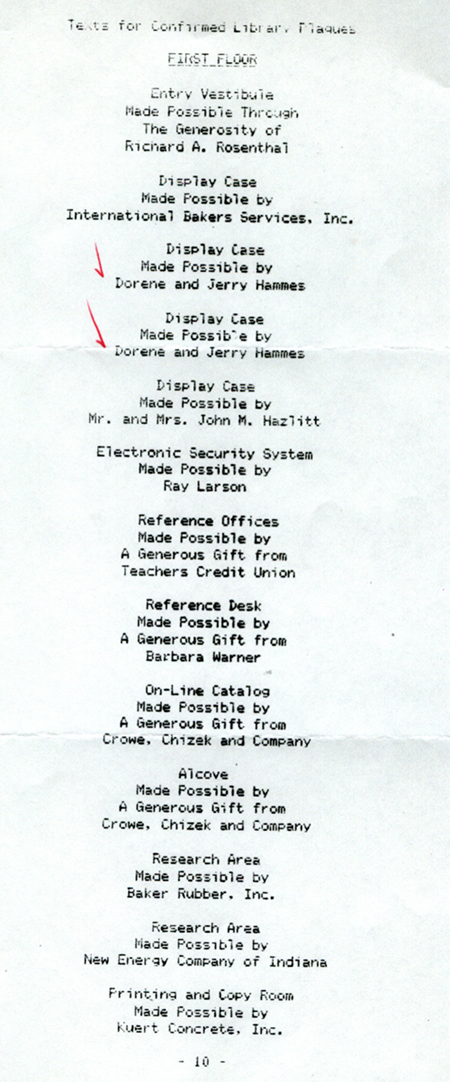 Texts for Confirmed Library Plaques
FIRST FLOOR
Entry Vestibule
Made Possible Through
The Generosity of
Richard A. Rosenthal
Display Case
Made Possible by
International Bakers Services, Inc.
Display Case
Made Possible by
Dorene and Jerry Hammes
Display Case
Made Possible by
Dorene and Jerry Hammes
Display Case
Made Possible by
Mr. and Mrs. John M. Hazlitt
Electronic Security System
Made Possible by
Ray Larson
Reference Offices
Made Possible by
A Generous Gift from
Teachers Credit Union
Reference Desk
Made Possible by
A Generous Gift from
Barbara Warner
On-Line Catalog
Made Possible by
A Generous Gift from
Crowe, Chizek and Company
Alcove
Made Possible by
A Generous Gift from
Crowe, Chizek and Company
Research Area
Made Possible by
Baker Rubber, Inc.
Research Area
Made Possible by
New Energy Company of Indiana
Printing and Copy Room
Made Possible by
Kuert Concrete, Inc.
- 10 -